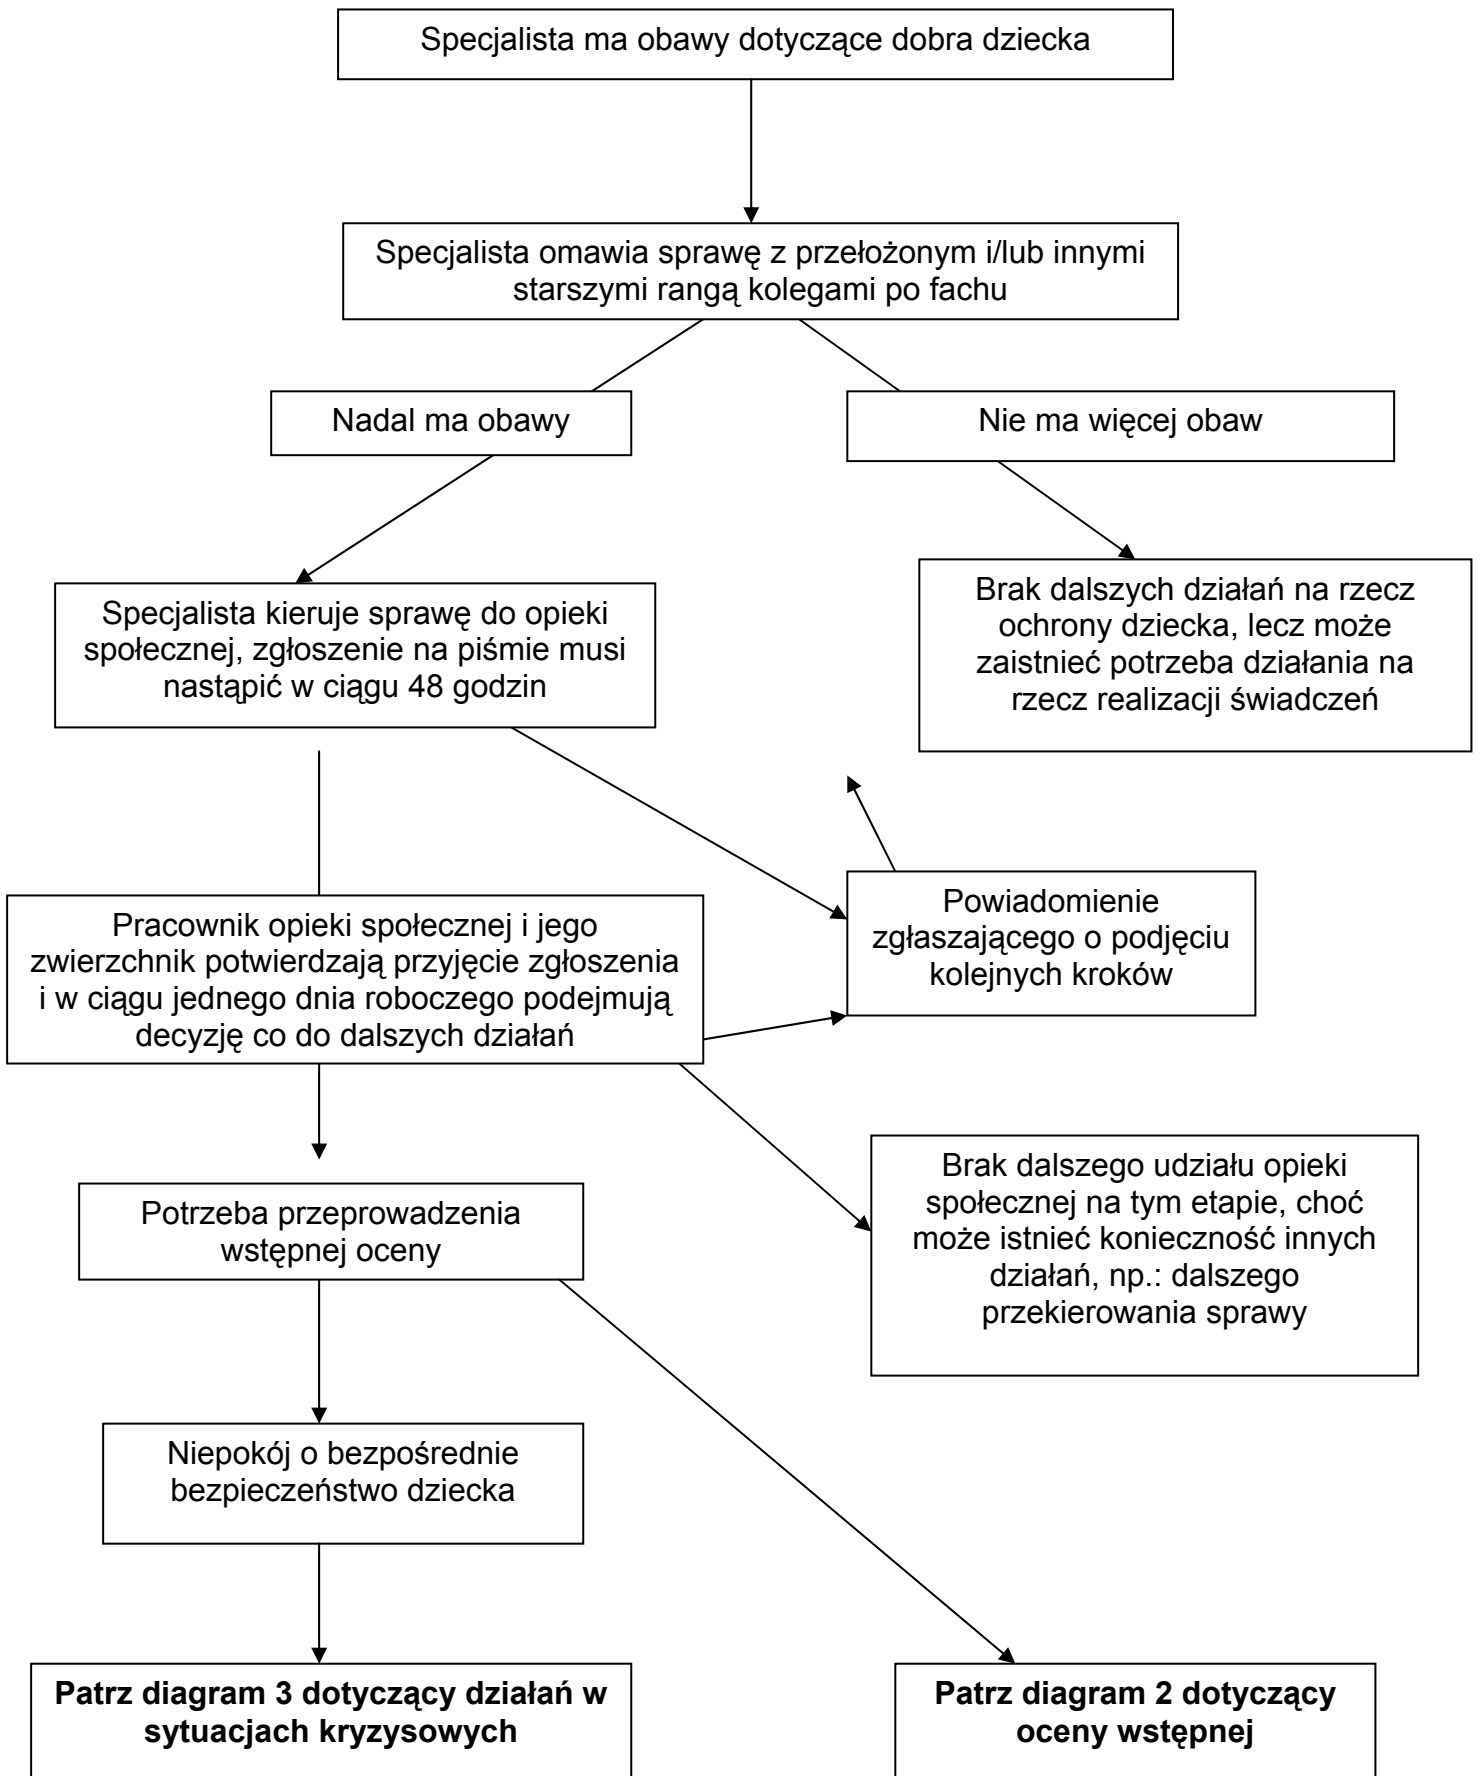 Specjalista ma obawy dotyczące dobra dziecka
Specjalista omawia sprawę z przełożonym i/lub innymi
starszymi rangą kolegami po fachu
Nadal ma obawy
Nie ma więcej obaw
Specjalista kieruje sprawę do opieki
społecznej, zgłoszenie na piśmie musi
nastąpić w ciągu 48 godzin
Brak dalszych działań na rzecz
ochrony dziecka, lecz może
zaistnieć potrzeba działania na
rzecz realizacji świadczeń
Pracownik opieki społecznej i jego
zwierzchnik potwierdzają przyjęcie zgłoszenia
i w ciągu jednego dnia roboczego podejmują
decyzję co do dalszych działań
Powiadomienie
zgłaszającego o podjęciu
kolejnych kroków
Potrzeba przeprowadzenia
wstępnej oceny
Brak dalszego udziału opieki
społecznej na tym etapie, choć
może istnieć konieczność innych
działań, np.: dalszego
przekierowania sprawy
Niepokój o bezpośrednie
bezpieczeństwo dziecka
Patrz diagram 3 dotyczący działań w
sytuacjach kryzysowych
Patrz diagram 2 dotyczący
oceny wstępnej